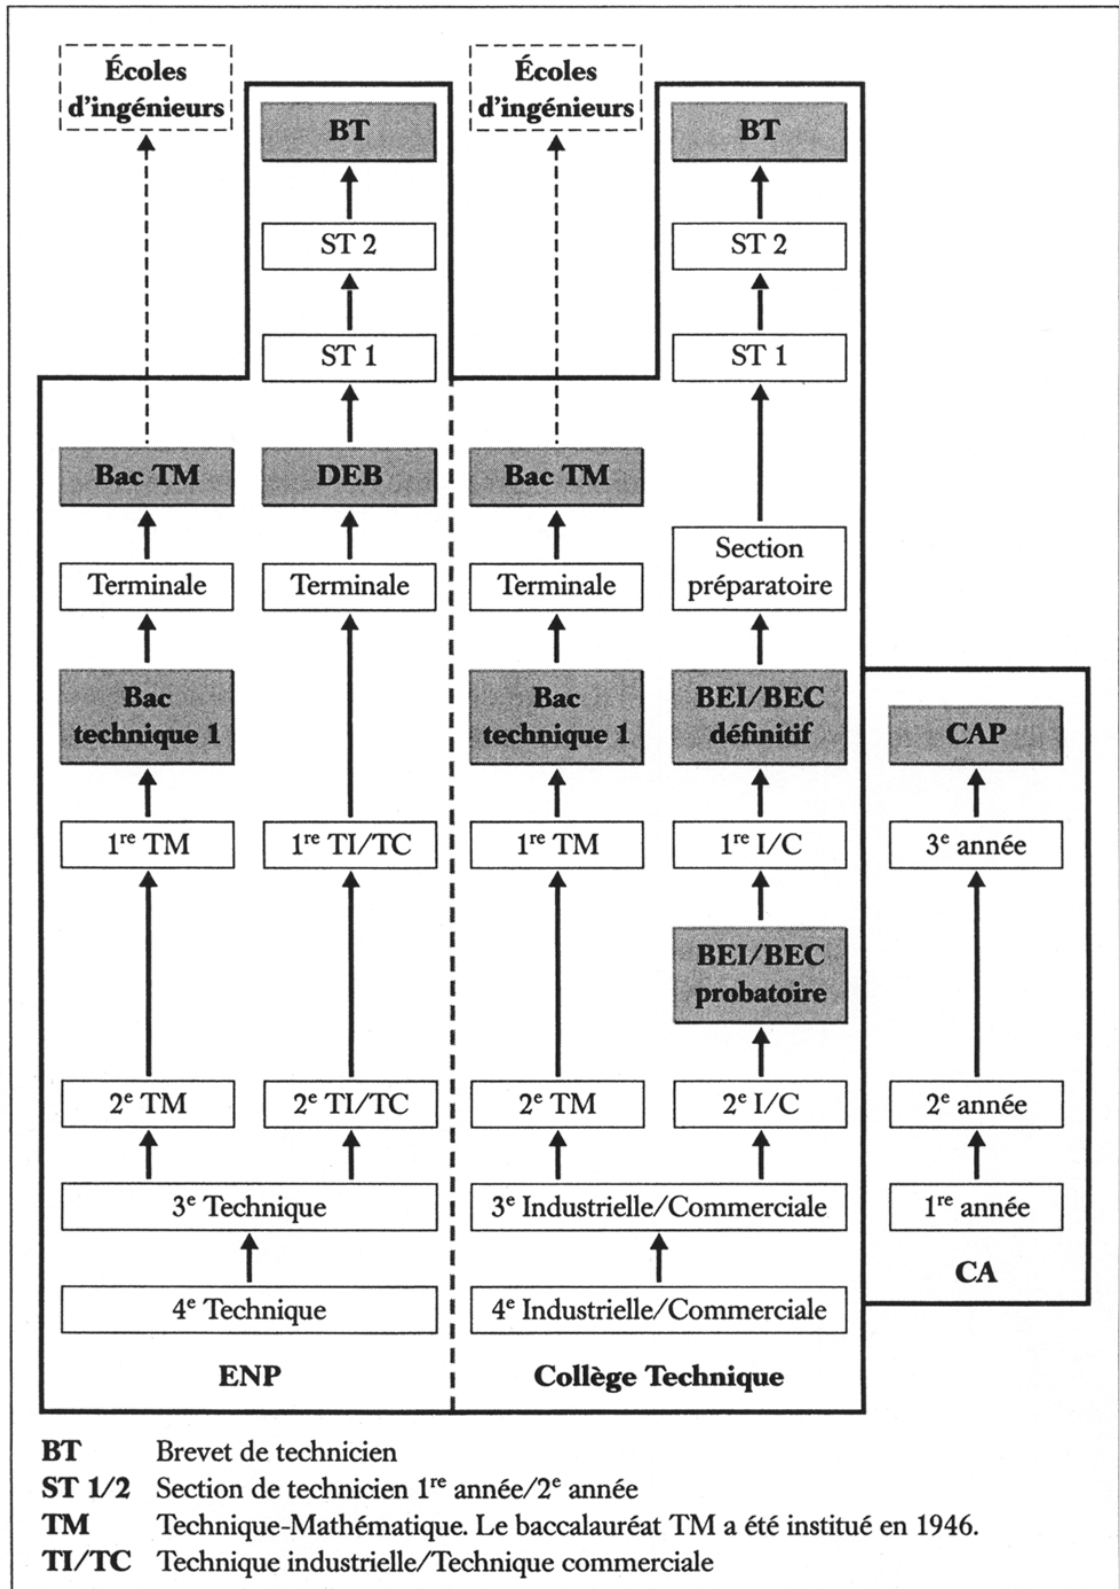 Écoles
d'ingénieurs
BT
ST 2
ST 1
Bac TM
DEB
Terminale
Terminale
Bac
technique 1
1re TM
1re TI/TC
2e TM
2e TI/TC
3e Technique
4e Technique
ENP
Écoles
d'ingénieurs
BT
ST 2
ST 1
Bac TM
Terminale
Section
préparatoire
Bac
technique 1
BEI/BEC
définitif
1re TM
1re I/C
BEI/BEC
probatoire
2e TM
2e I/C
3e Industrielle/Commerciale
4e Industrielle/Commerciale
Collège Technique
CAP
3e année
2e année
1re année
CA
BT Brevet de technicien
ST 1/2 Section de technicien 1re année/2e année
TM Technique-Mathématique. Le baccalauréat TM a été institué en 1946.
TI/TC Technique industrielle/Technique commerciale